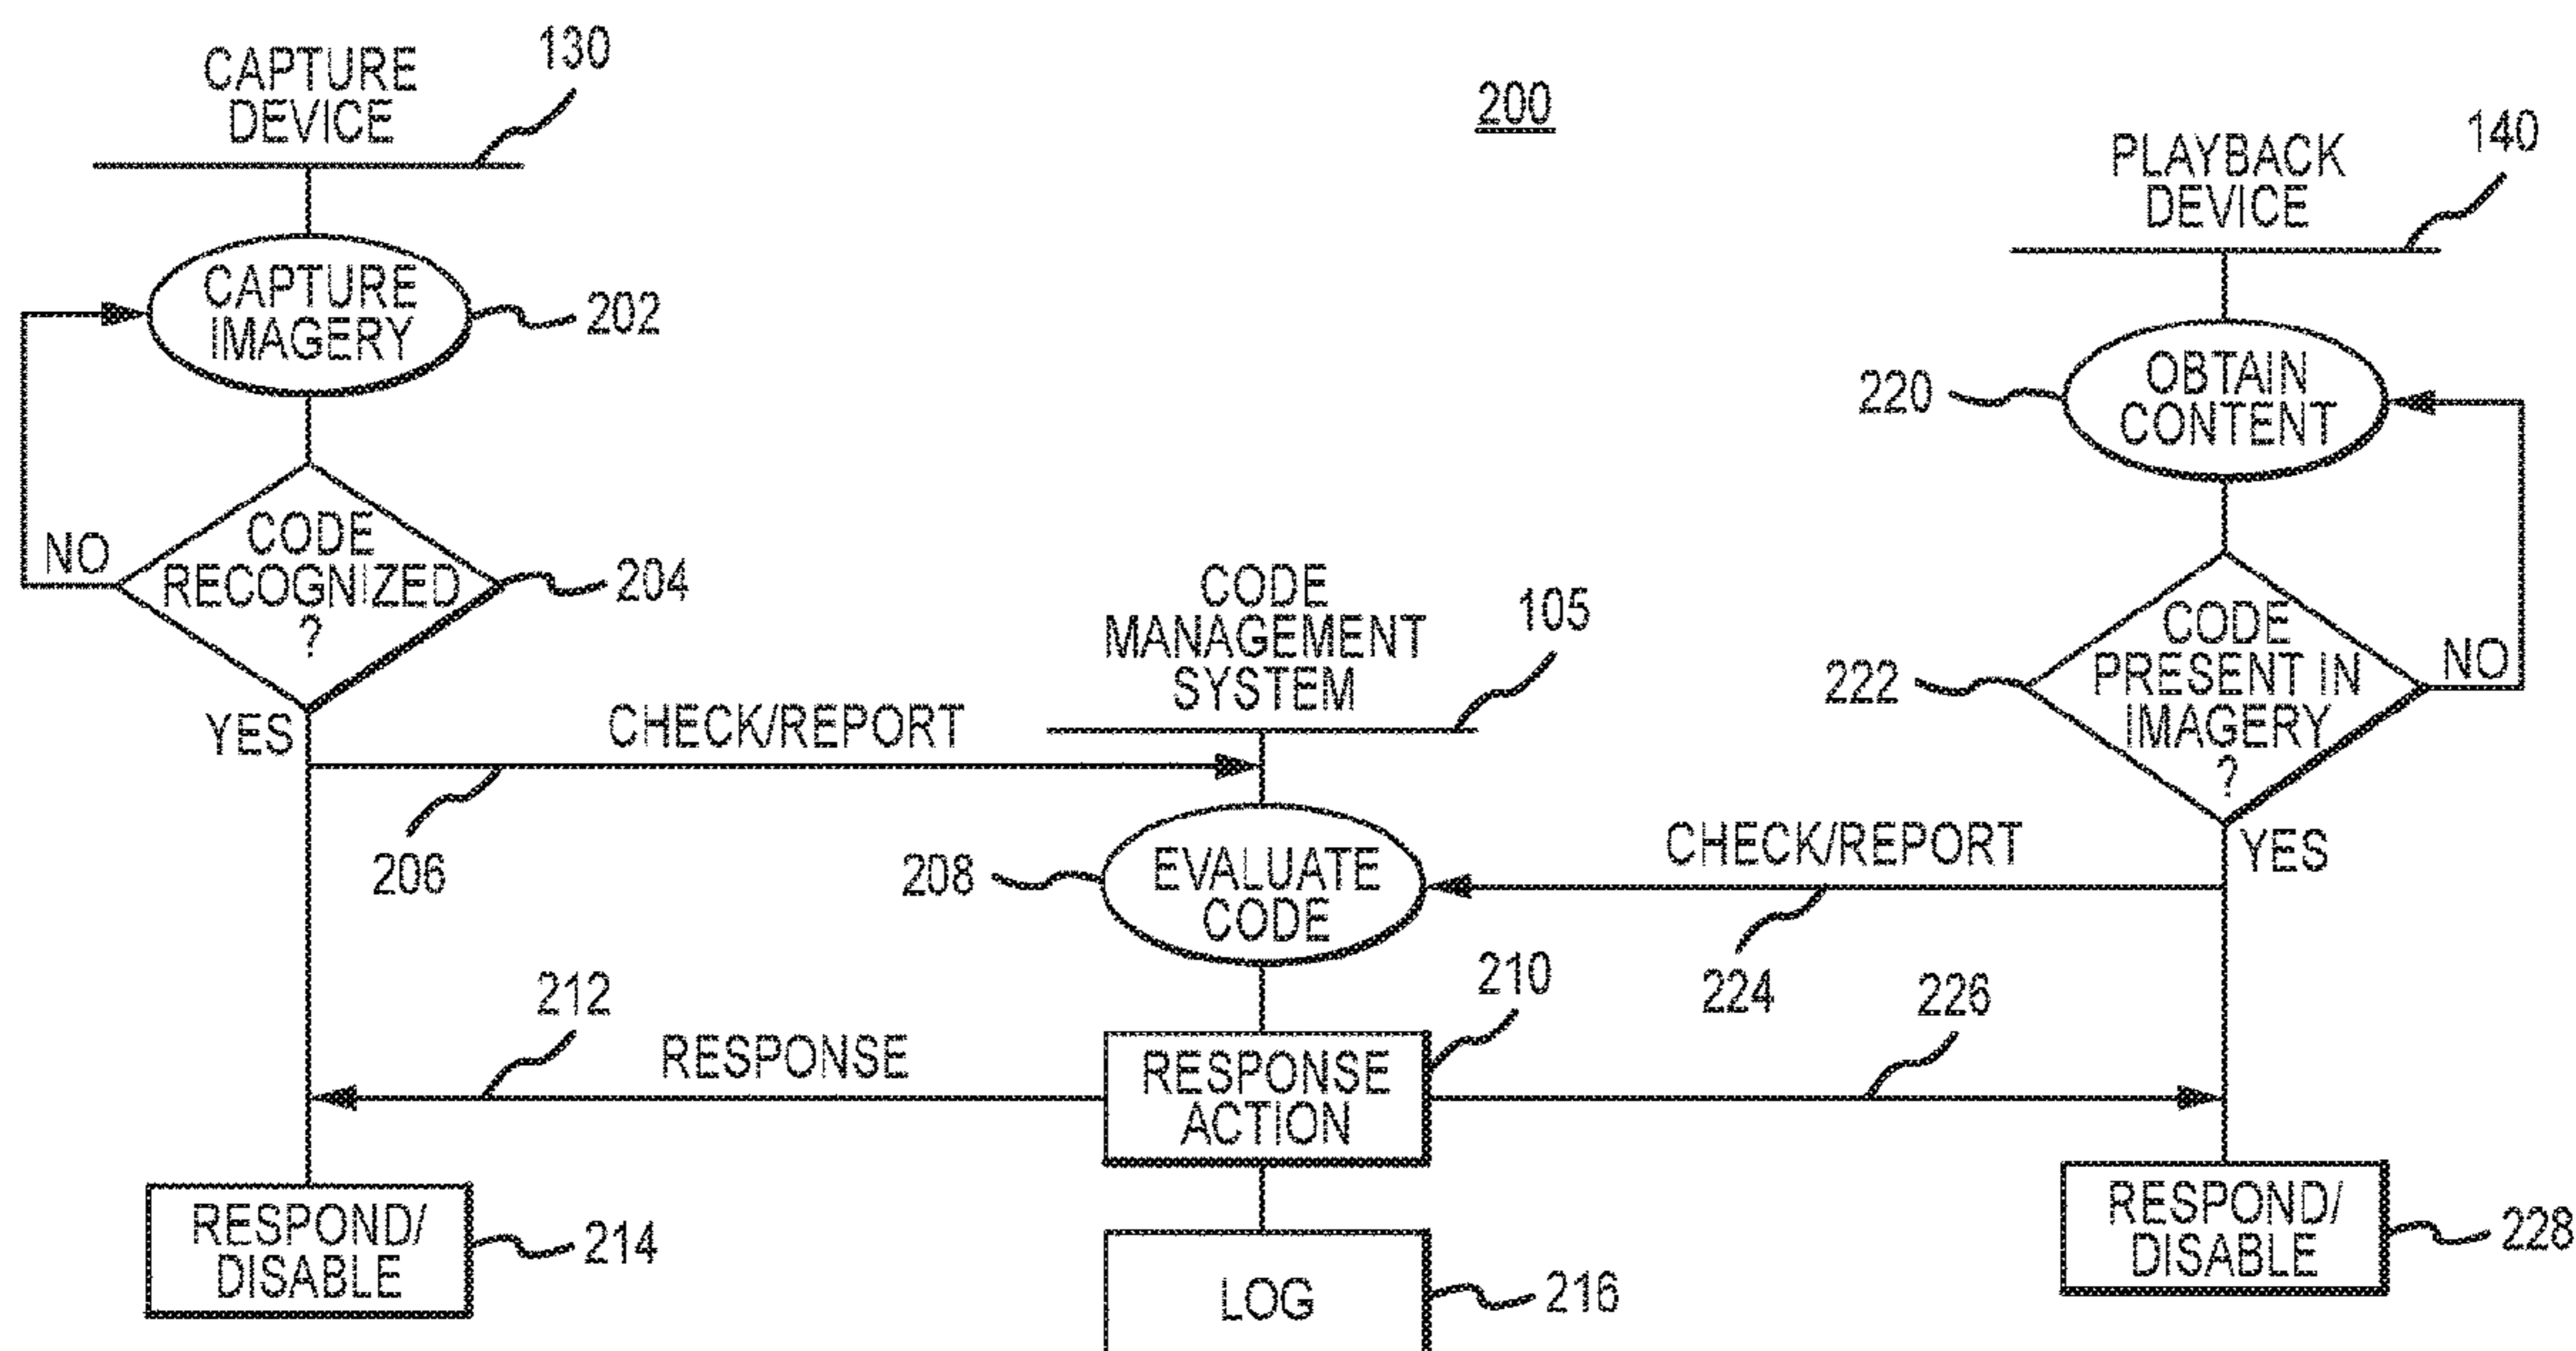 CAPTURE
DEVICE
130
CAPTURE
IMAGERY
202
CODE
RECOGNIZED
?
204
NO
YES
CHECK/REPORT
206
200
CODE
MANAGEMENT
SYSTEM
105
EVALUATE
CODE
208
RESPONSE
ACTION
210
RESPONSE
212
RESPOND/
DISABLE
214
LOG
216
PLAYBACK
DEVICE
140
OBTAIN
CONTENT
220
CODE
PRESENT IN
IMAGERY
?
222
NO
YES
CHECK/REPORT
224
226
RESPOND/
DISABLE
228